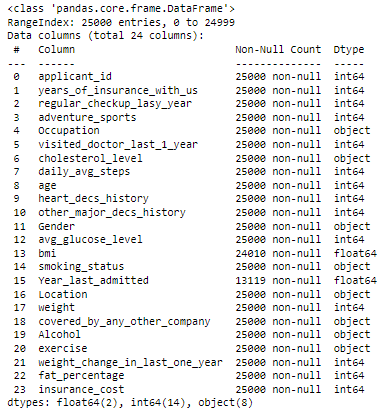 <class 'pandas.core.frame.DataFrame'>
RangeIndex: 25000 entries, 0 to 24999
Data columns (total 24 columns):
 #   Column                         Non-Null Count  Dtype
---  ------                         --------------  -----
 0   applicant_id                   25000 non-null  int64
 1   years_of_insurance_with_us     25000 non-null  int64
 2   regular_checkup_lasy_year      25000 non-null  int64
 3   adventure_sports               25000 non-null  int64
 4   Occupation                     25000 non-null  object
 5   visited_doctor_last_1_year     25000 non-null  int64
 6   cholesterol_level              25000 non-null  object
 7   daily_avg_steps                25000 non-null  int64
 8   age                            25000 non-null  int64
 9   heart_decs_history             25000 non-null  int64
 10  other_major_decs_history       25000 non-null  int64
 11  Gender                         25000 non-null  object
 12  avg_glucose_level              25000 non-null  int64
 13  bmi                            24010 non-null  float64
 14  smoking_status                 25000 non-null  object
 15  Year_last_admitted             13119 non-null  float64
 16  Location                       25000 non-null  object
 17  weight                         25000 non-null  int64
 18  covered_by_any_other_company   25000 non-null  object
 19  Alcohol                        25000 non-null  object
 20  exercise                       25000 non-null  object
 21  weight_change_in_last_one_year 25000 non-null  int64
 22  fat_percentage                 25000 non-null  int64
 23  insurance_cost                 25000 non-null  int64
dtypes: float64(2), int64(14), object(8)